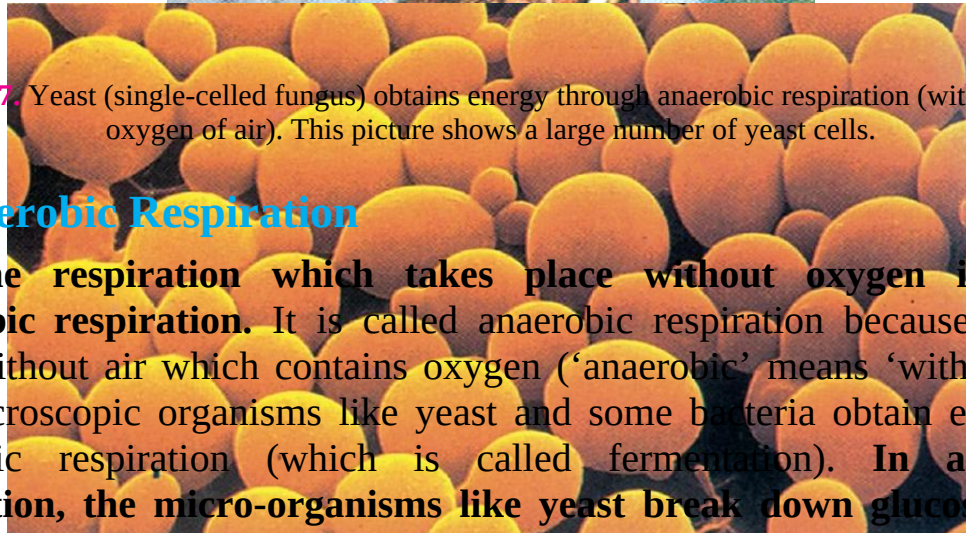 7. Yeast (single-celled fungus) obtains energy through anaerobic respiration (wit
oxygen of air). This picture shows a large number of yeast cells.
erobic Respiration
e respiration which takes place without oxygen i
bic respiration. It is called anaerobic respiration because
ithout air which contains oxygen (‘anaerobic’ means ‘with
croscopic organisms like yeast and some bacteria obtain e
ic respiration (which is called fermentation). In a
tion, the micro-organisms like yeast break down glucos